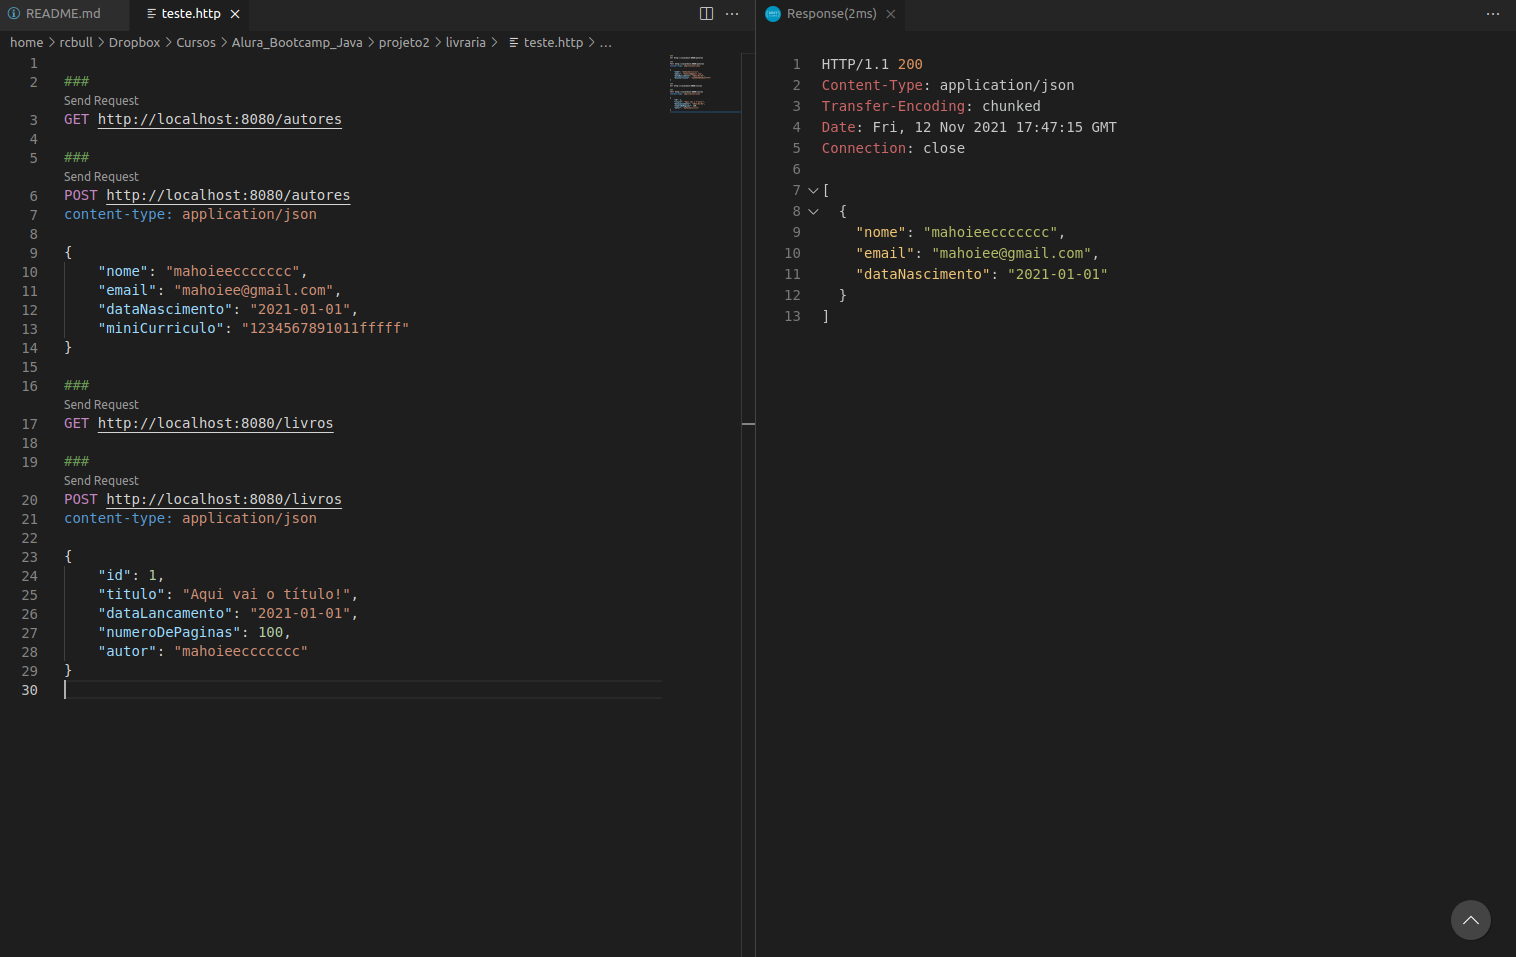 README.md
teste.http
home > rcbull > Dropbox > Cursos > Alura_Bootcamp_Java > projeto2 > livraria > teste.http > ...
1
2 ###
Send Request
3 GET http://localhost:8080/autores
4
5 ###
Send Request
6 POST http://localhost:8080/autores
7 content-type: application/json
8
9 {
10 "nome": "mahoieeccccccc",
11 "email": "mahoiee@gmail.com",
12 "dataNascimento": "2021-01-01",
13 "miniCurriculo": "1234567891011fffff"
14 }
15
16 ###
Send Request
17 GET http://localhost:8080/livros
18
19 ###
Send Request
20 POST http://localhost:8080/livros
21 content-type: application/json
22
23 {
24 "id": 1,
25 "titulo": "Aqui vai o título!",
26 "dataLancamento": "2021-01-01",
27 "numeroDePaginas": 100,
28 "autor": "mahoieeccccccc"
29 }
30
Response(2ms)
1 HTTP/1.1 200
2 Content-Type: application/json
3 Transfer-Encoding: chunked
4 Date: Fri, 12 Nov 2021 17:47:15 GMT
5 Connection: close
6
7 [
8 {
9 "nome": "mahoieeccccccc",
10 "email": "mahoiee@gmail.com",
11 "dataNascimento": "2021-01-01"
12 }
13 ]